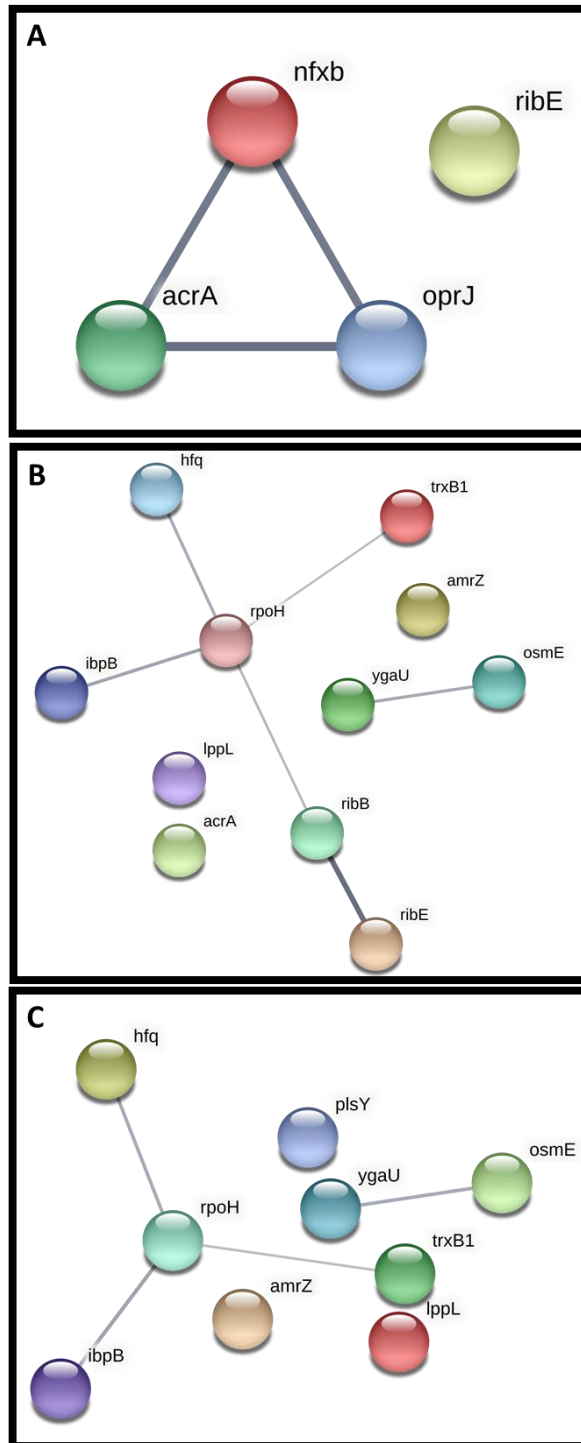 A
nfxb
ribE
acrA
oprJ
B
hfq
trxB1
amrZ
rpoH
ibpB
ygaU
osmE
lppL
ribB
acrA
ribE
C
hfq
plsY
osmE
ygaU
rpoH
trxB1
amrZ
lppL
ibpB